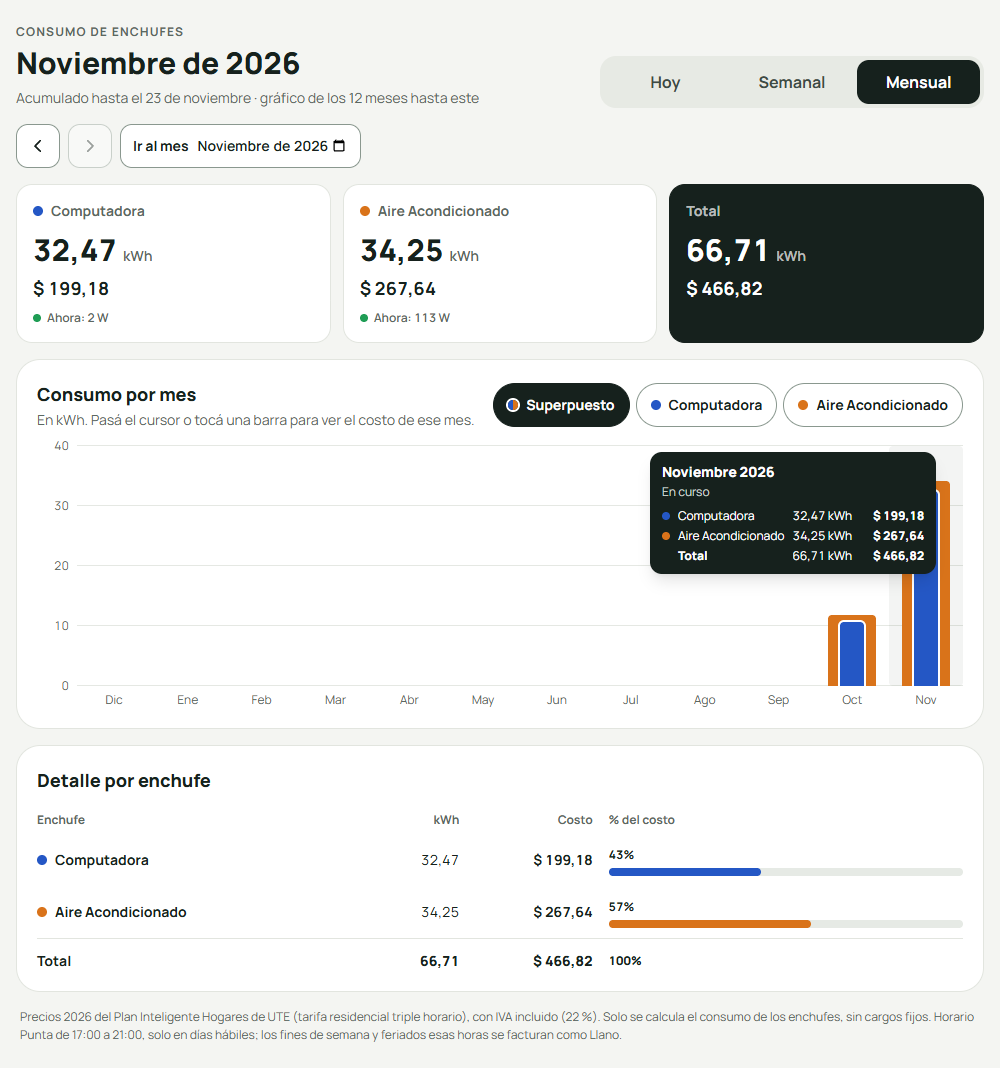 CONSUMO DE ENCHUFES
Noviembre de 2026
Acumulado hasta el 23 de noviembre · gráfico de los 12 meses hasta este
Hoy Semanal Mensual
Ir al mes Noviembre de 2026
Computadora
32,47 kWh
$ 199,18
Ahora: 2 W
Aire Acondicionado
34,25 kWh
$ 267,64
Ahora: 113 W
Total
66,71 kWh
$ 466,82
Consumo por mes
En kWh. Pasá el cursor o tocá una barra para ver el costo de ese mes.
Superpuesto Computadora Aire Acondicionado
40
30
20
10
0
Noviembre 2026
En curso
Computadora 32,47 kWh $ 199,18
Aire Acondicionado 34,25 kWh $ 267,64
Total 66,71 kWh $ 466,82
Dic Ene Feb Mar Abr May Jun Jul Ago Sep Oct Nov
Detalle por enchufe
Enchufe kWh Costo % del costo
Computadora 32,47 $ 199,18 43%
Aire Acondicionado 34,25 $ 267,64 57%
Total 66,71 $ 466,82 100%
Precios 2026 del Plan Inteligente Hogares de UTE (tarifa residencial triple horario), con IVA incluido (22 %). Solo se calcula el consumo de los enchufes, sin cargos fijos. Horario
Punta de 17:00 a 21:00, solo en días hábiles; los fines de semana y feriados esas horas se facturan como Llano.